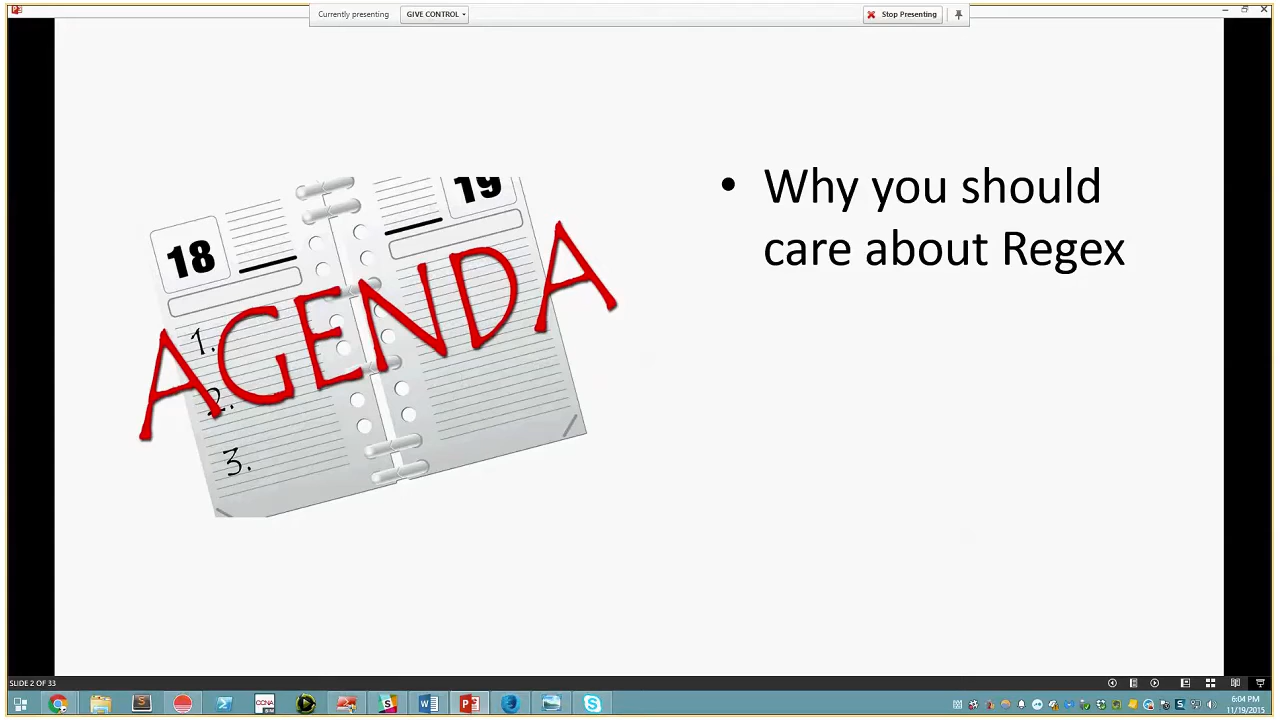 Currently presenting
GIVE CONTROL
Stop Presenting
• Why you should
care about Regex
18
19
1.
2.
3.
AGENDA
SLIDE 2 OF 33
6:04 PM
11/19/2015